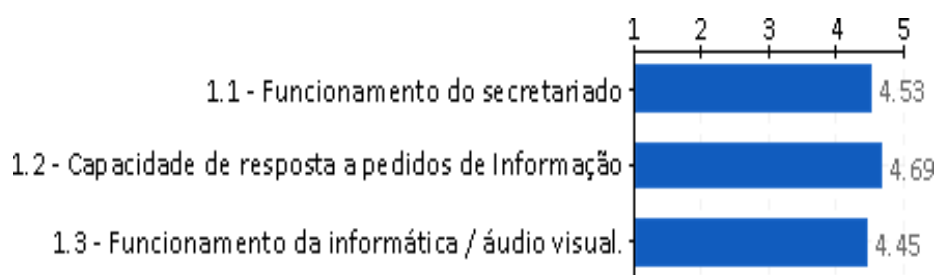 1 2 3 4 5
1.1 - Funcionamento do secretariado 4.53
1.2 - Capacidade de resposta a pedidos de Informação 4.69
1.3 - Funcionamento da informática / áudio visual. 4.45